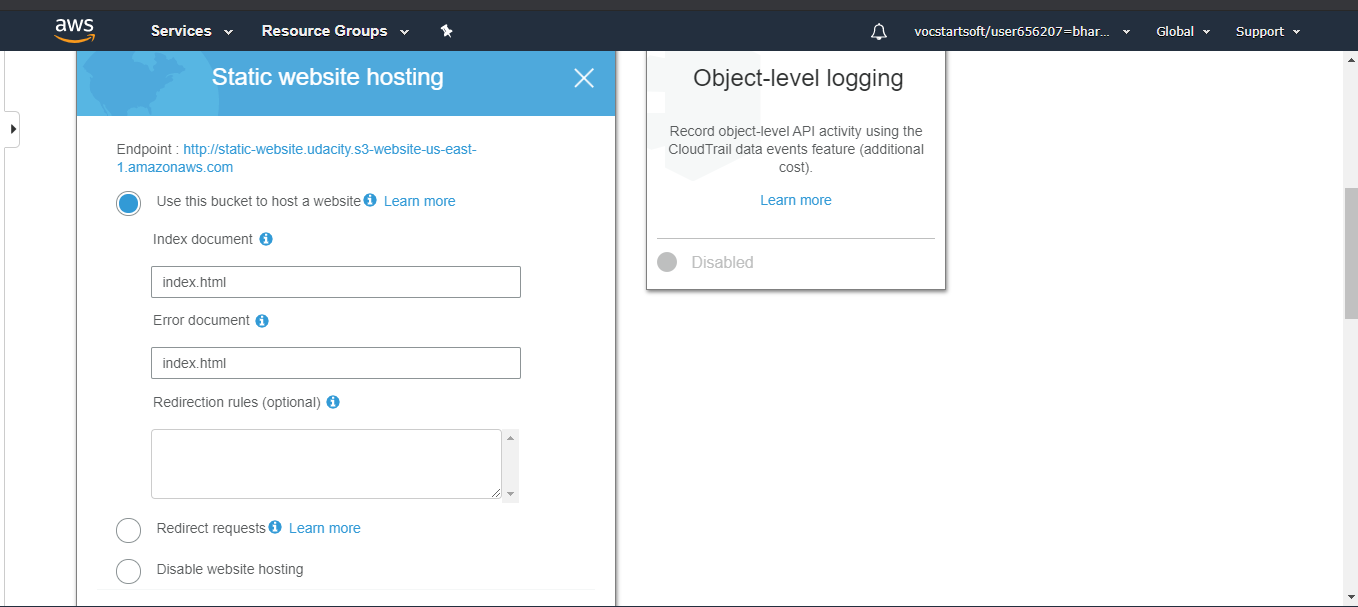 aws
Services
Resource Groups
vocstartsoft/user656207=bhar...
Global
Support
Static website hosting
Endpoint : http://static-website.udacity.s3-website-us-east-
1.amazonaws.com
Use this bucket to host a website Learn more
Index document
index.html
Error document
index.html
Redirection rules (optional)
Redirect requests Learn more
Disable website hosting
Object-level logging
Record object-level API activity using the
CloudTrail data events feature (additional
cost).
Learn more
Disabled